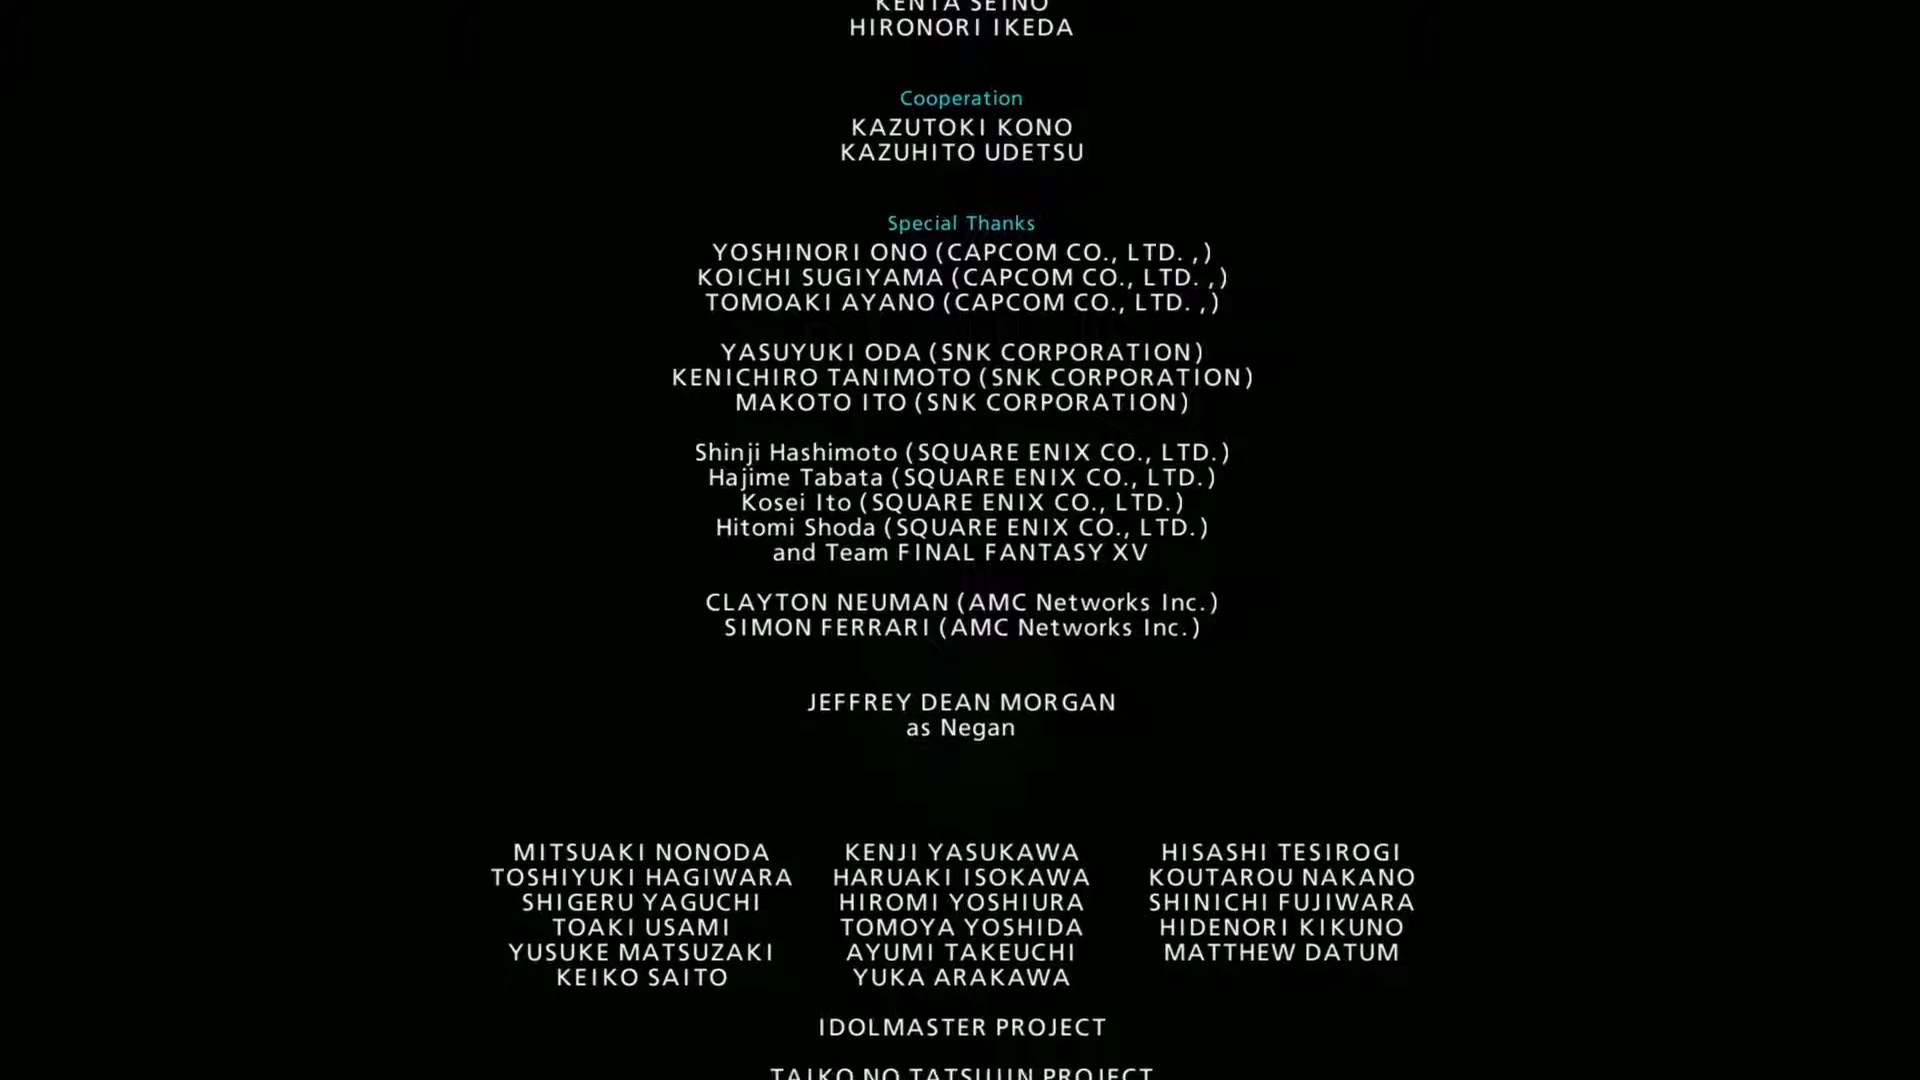 KENTA SEINO
HIRONORI IKEDA
Cooperation
KAZUTOKI KONO
KAZUHITO UDETSU
Special Thanks
YOSHINORI ONO (CAPCOM CO., LTD. ,)
KOICHI SUGIYAMA (CAPCOM CO., LTD. ,)
TOMOAKI AYANO (CAPCOM CO., LTD. ,)
YASUYUKI ODA (SNK CORPORATION)
KENICHIRO TANIMOTO (SNK CORPORATION)
MAKOTO ITO (SNK CORPORATION)
Shinji Hashimoto (SQUARE ENIX CO., LTD.)
Hajime Tabata (SQUARE ENIX CO., LTD.)
Kosei Ito (SQUARE ENIX CO., LTD.)
Hitomi Shoda (SQUARE ENIX CO., LTD.)
and Team FINAL FANTASY XV
CLAYTON NEUMAN (AMC Networks Inc.)
SIMON FERRARI (AMC Networks Inc.)
JEFFREY DEAN MORGAN
as Negan
MITSUAKI NONODA KENJI YASUKAWA HISASHI TESIROGI
TOSHIYUKI HAGIWARA HARUAKI ISOKAWA KOUTAROU NAKANO
SHIGERU YAGUCHI HIROMI YOSHIURA SHINICHI FUJIWARA
TOAKI USAMI TOMOYA YOSHIDA HIDENORI KIKUNO
YUSUKE MATSUZAKI AYUMI TAKEUCHI MATTHEW DATUM
KEIKO SAITO YUKA ARAKAWA
IDOLMASTER PROJECT
TAIKO NO TATSUJIN PROJECT